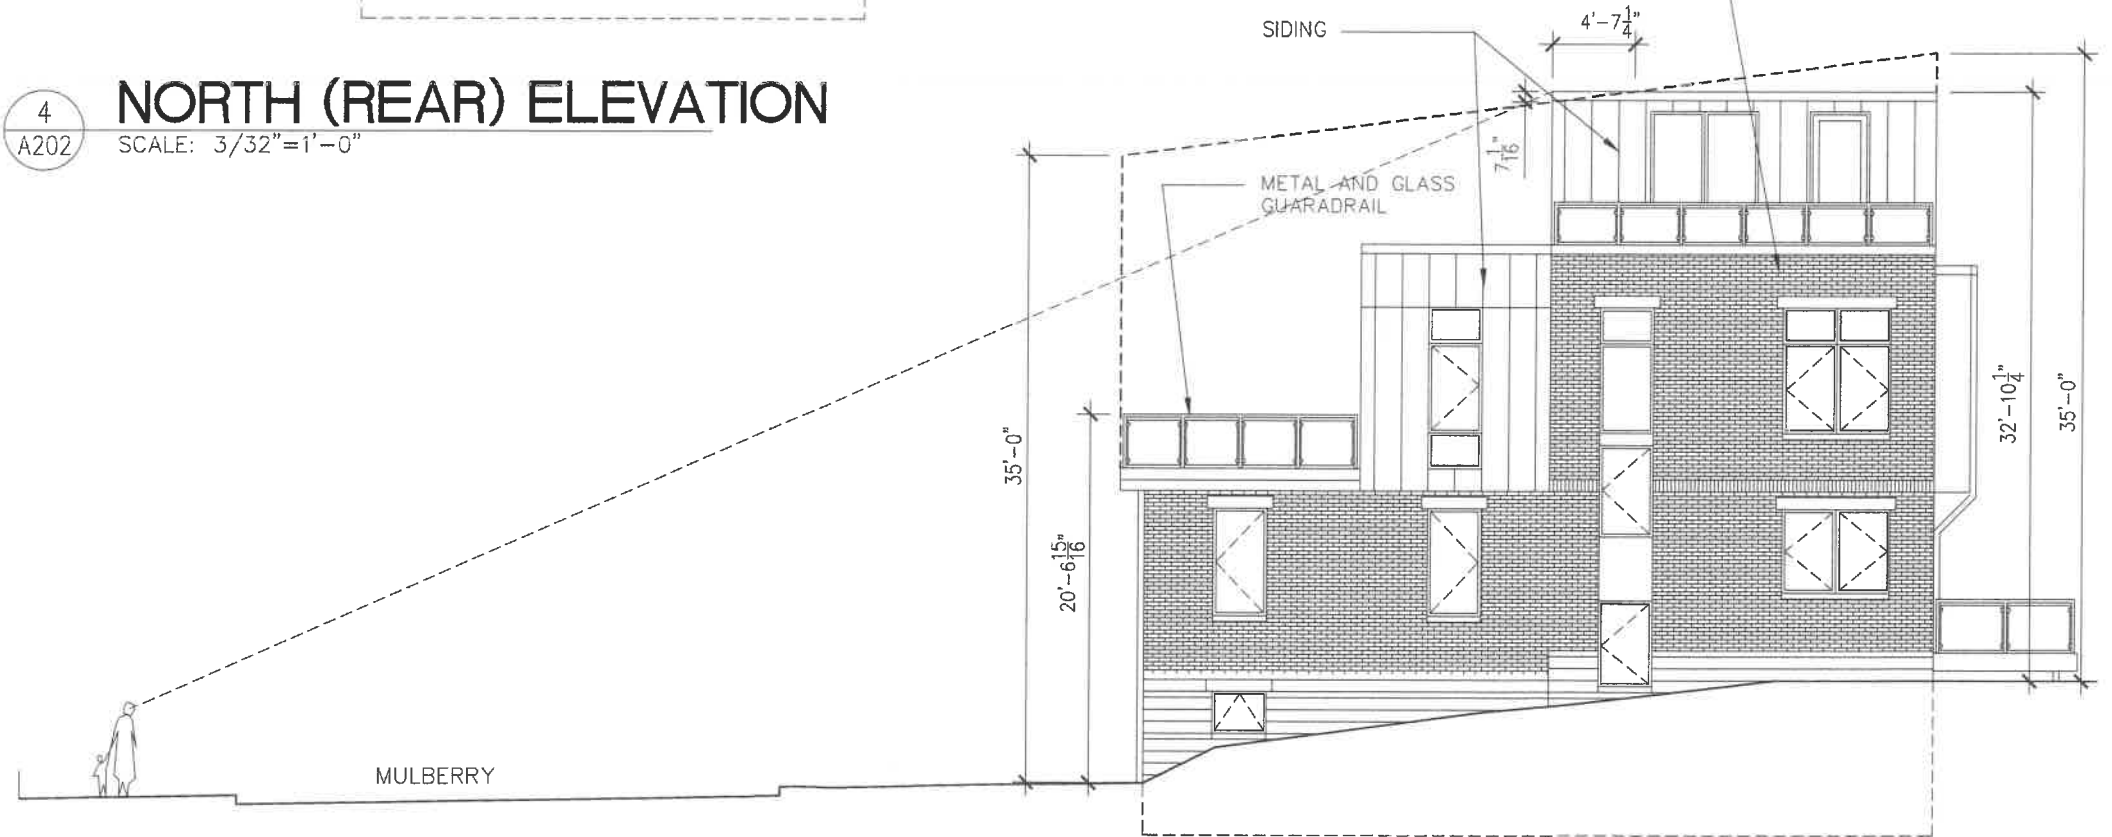 4
A202
NORTH (REAR) ELEVATION
SCALE: 3/32"=1'-0"
SIDING
4'-7 1/4"
7 1/16"
METAL AND GLASS
GUARADRAIL
35'-0"
20'-6 15/16"
32'-10 1/4"
35'-0"
MULBERRY